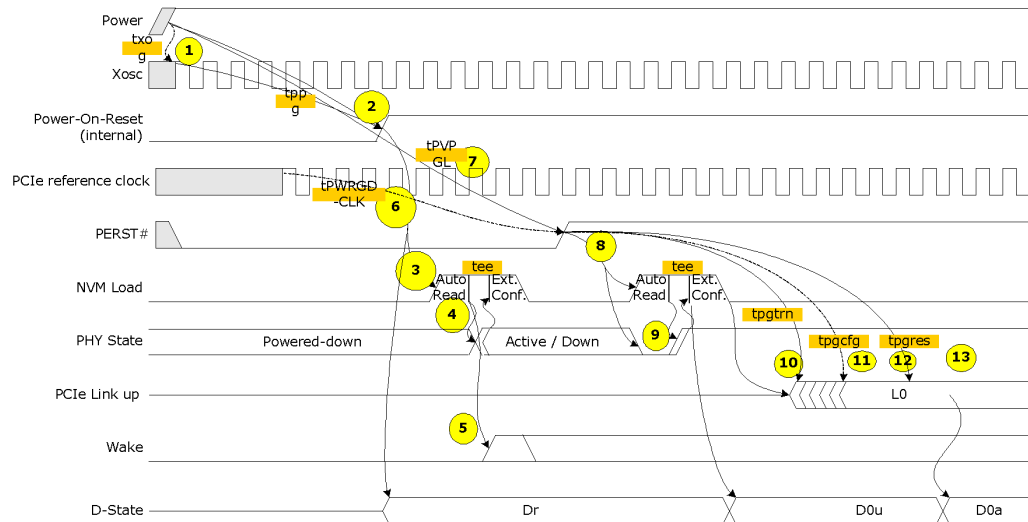 Power
txo
g
1
Xosc
tpp
g
2
Power-On-Reset
(internal)
tPVP
GL
7
PCIe reference clock
tPWRGD
-CLK
6
PERST#
8
3
tee
tee
NVM Load
Auto
Read
Ext.
Conf.
Auto
Read
Ext.
Conf.
4
tpgtrn
PHY State
Powered-down
Active / Down
9
tpgcfg
tpgres
10
11
12
13
PCIe Link up
L0
5
Wake
D-State
Dr
D0u
D0a